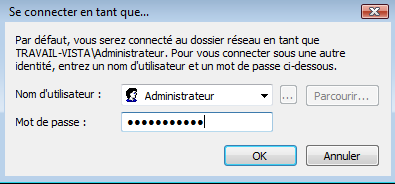 Se connecter en tant que...
Par défaut, vous serez connecté au dossier réseau en tant que
TRAVAIL-VISTA\Administrateur. Pour vous connecter sous une autre
identité, entrez un nom d'utilisateur et un mot de passe ci-dessous.
Nom d'utilisateur : Administrateur ... Parcourir...
Mot de passe : ●●●●●●●●●●●
OK Annuler